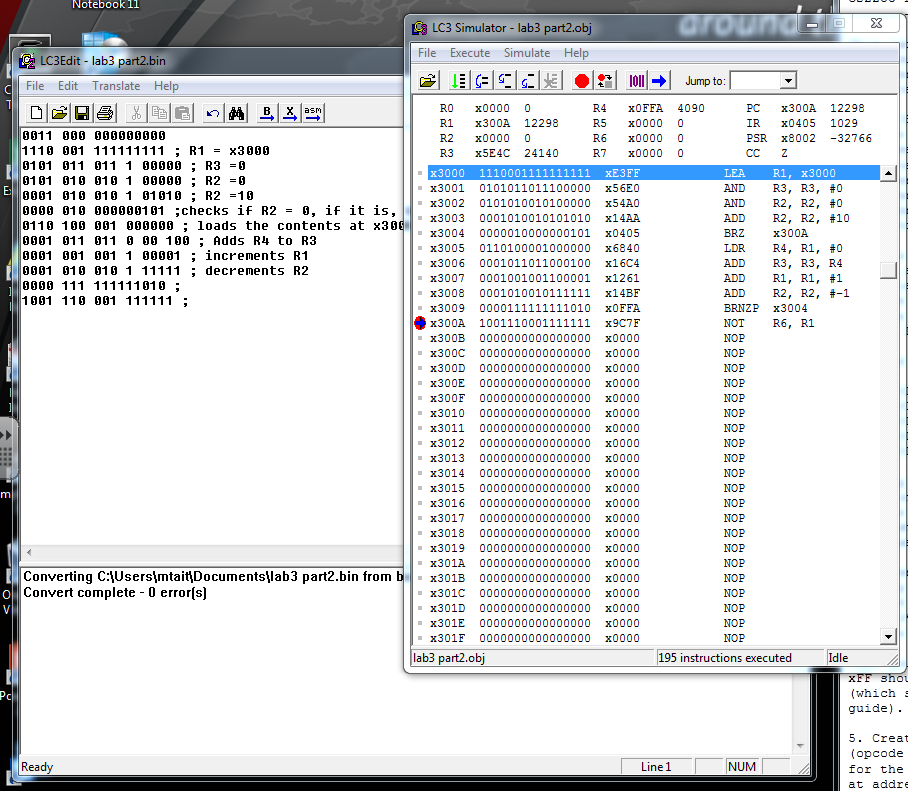 Notebook 11
around t
LC3Edit - lab3 part2.bin
File Edit Translate Help
B X asm
0011 000 000000000
1110 001 111111111 ; R1 = x3000
0101 011 011 1 00000 ; R3 =0
0101 010 010 1 00000 ; R2 =0
0001 010 010 1 01010 ; R2 =10
0000 010 000000101 ;checks if R2 = 0, if it is,
0110 100 001 000000 ; loads the contents at x300
0001 011 011 0 00 100 ; Adds R4 to R3
0001 001 001 1 00001 ; increments R1
0001 010 010 1 11111 ; decrements R2
0000 111 111111010 ;
1001 110 001 111111 ;
Converting C:\Users\mtait\Documents\lab3 part2.bin from b
Convert complete - 0 error(s)
Ready Line 1 NUM
LC3 Simulator - lab3 part2.obj
File Execute Simulate Help
Jump to:
R0 x0000 0 R4 x0FFA 4090 PC x300A 12298
R1 x300A 12298 R5 x0000 0 IR x0405 1029
R2 x0000 0 R6 x0000 0 PSR x8002 -32766
R3 x5E4C 24140 R7 x0000 0 CC Z
x3000 1110001111111111 xE3FF LEA R1, x3000
x3001 0101011011100000 x56E0 AND R3, R3, #0
x3002 0101010010100000 x54A0 AND R2, R2, #0
x3003 0001010010101010 x14AA ADD R2, R2, #10
x3004 0000010000000101 x0405 BRZ x300A
x3005 0110100001000000 x6840 LDR R4, R1, #0
x3006 0001011011000100 x16C4 ADD R3, R3, R4
x3007 0001001001100001 x1261 ADD R1, R1, #1
x3008 0001010010111111 x14BF ADD R2, R2, #-1
x3009 0000111111111010 x0FFA BRNZP x3004
x300A 1001110001111111 x9C7F NOT R6, R1
x300B 0000000000000000 x0000 NOP
x300C 0000000000000000 x0000 NOP
x300D 0000000000000000 x0000 NOP
x300E 0000000000000000 x0000 NOP
x300F 0000000000000000 x0000 NOP
x3010 0000000000000000 x0000 NOP
x3011 0000000000000000 x0000 NOP
x3012 0000000000000000 x0000 NOP
x3013 0000000000000000 x0000 NOP
x3014 0000000000000000 x0000 NOP
x3015 0000000000000000 x0000 NOP
x3016 0000000000000000 x0000 NOP
x3017 0000000000000000 x0000 NOP
x3018 0000000000000000 x0000 NOP
x3019 0000000000000000 x0000 NOP
x301A 0000000000000000 x0000 NOP
x301B 0000000000000000 x0000 NOP
x301C 0000000000000000 x0000 NOP
x301D 0000000000000000 x0000 NOP
x301E 0000000000000000 x0000 NOP
x301F 0000000000000000 x0000 NOP
lab3 part2.obj 195 instructions executed Idle
xFF shou
(which s
guide).
5. Creat
(opcode
for the
at addre